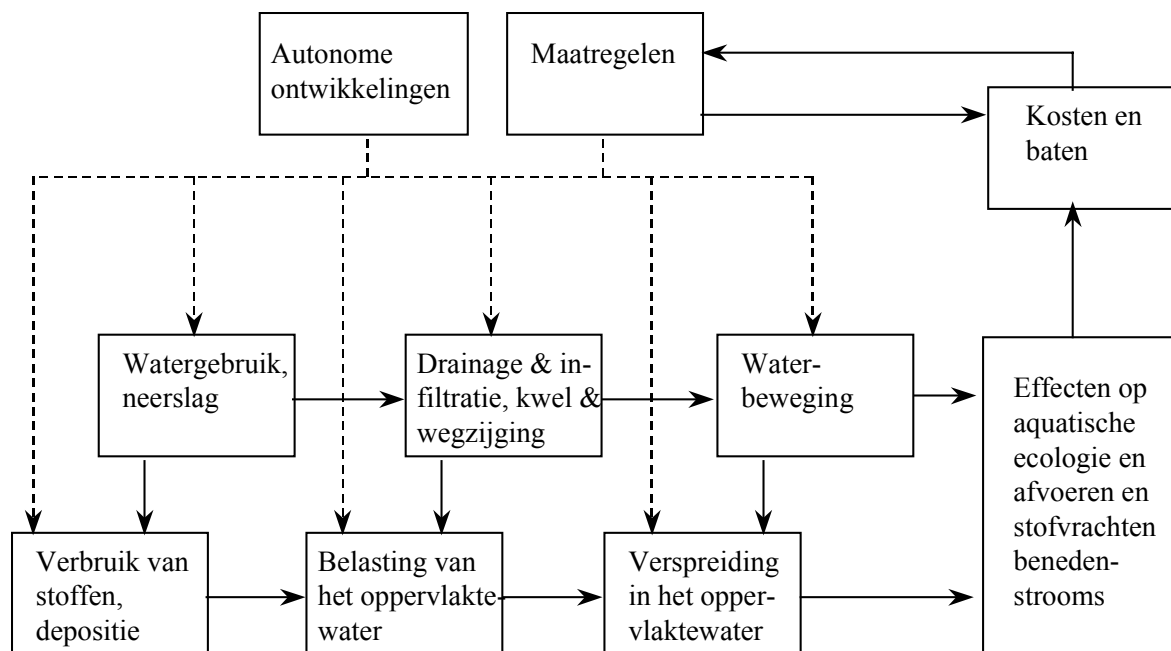 Autonome
ontwikkelingen
Maatregelen
Kosten en
baten
Watergebruik,
neerslag
Drainage & in-
filtratie, kwel &
wegzijging
Water-
beweging
Effecten op
aquatische
ecologie en
afvoeren en
stofvrachten
beneden-
strooms
Verbruik van
stoffen,
depositie
Belasting van
het oppervlakte
water
Verspreiding
in het opper-
vlaktewater